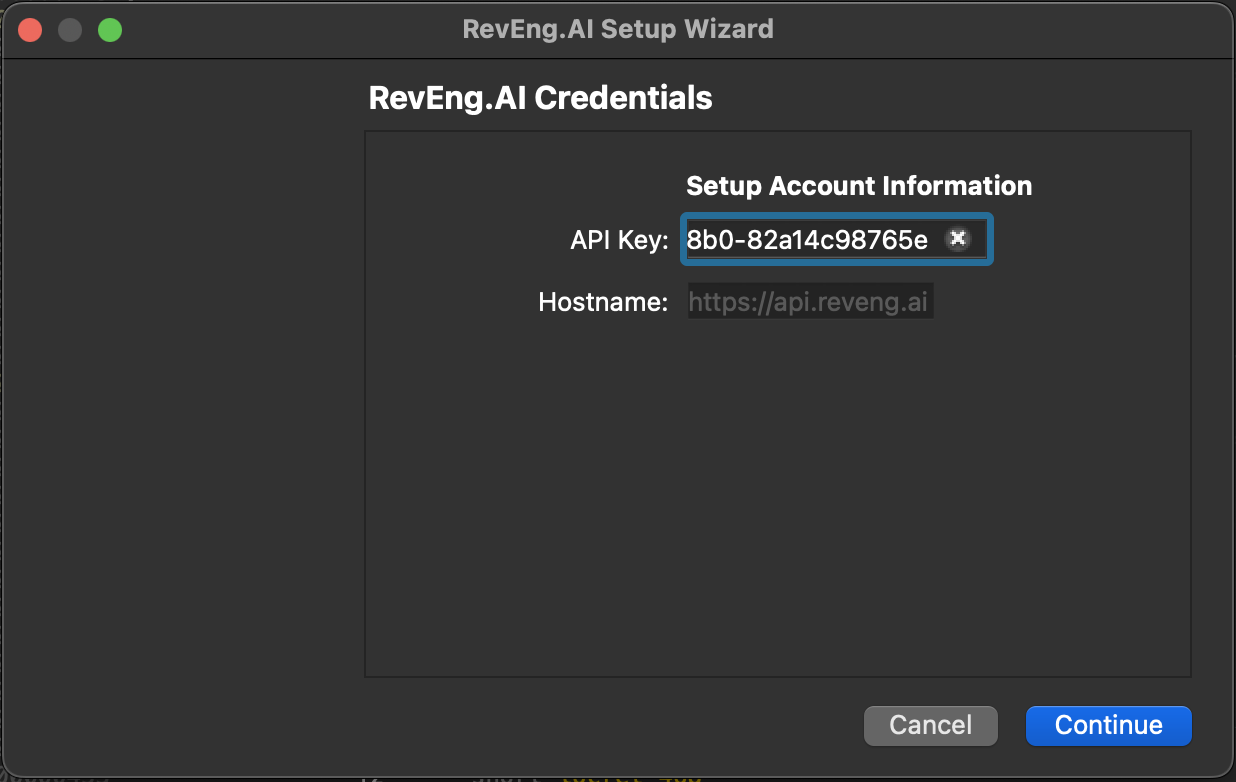 RevEng.AI Setup Wizard
RevEng.AI Credentials
Setup Account Information
API Key: 8b0-82a14c98765e
Hostname: https://api.reveng.ai
Cancel Continue